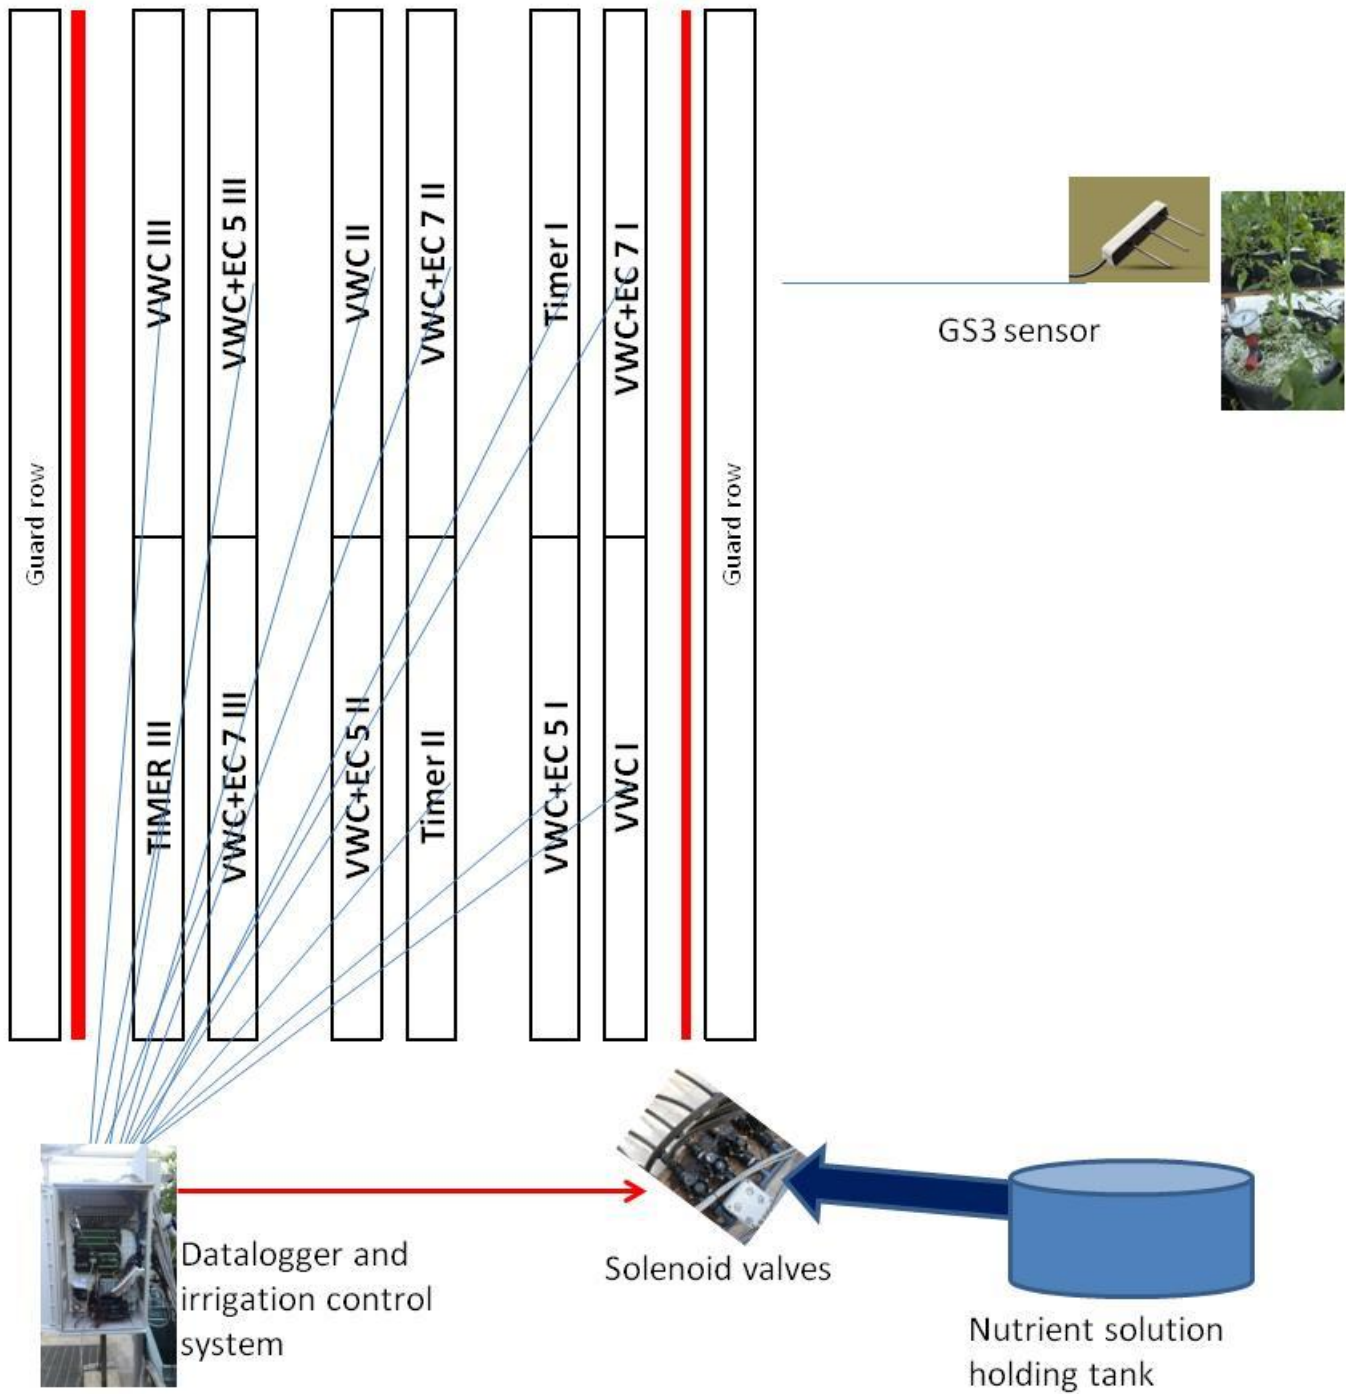 Guard row
VWC III
VWC+EC 5 III
VWC II
VWC+EC 7 II
Timer I
VWC+EC 7 I
Guard row
TIMER III
VWC+EC 7 III
VWC+EC 5 II
Timer II
VWC+EC 5 I
VWC I
GS3 sensor
Datalogger and
irrigation control
system
Solenoid valves
Nutrient solution
holding tank